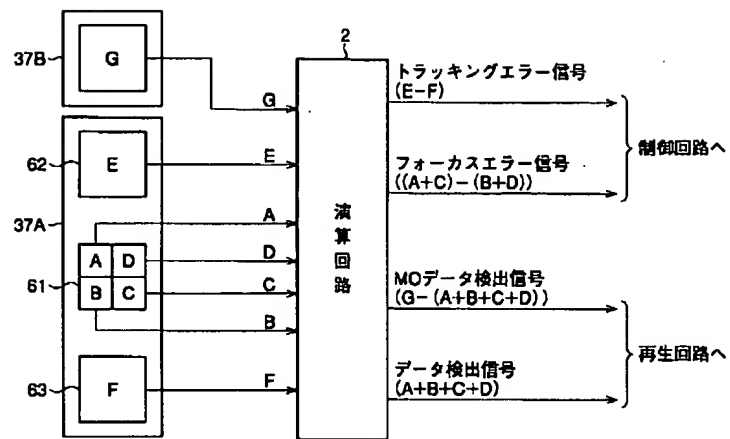 2
37B
G
G
トラッキングエラー信号
(E-F)
62
E
E
制御回路へ
フォーカスエラー信号
((A+C)-(B+D))
37A
A
演算回路
A D
D
61
B C
C
MOデータ検出信号
(G-(A+B+C+D))
B
再生回路へ
63
F
F
データ検出信号
(A+B+C+D)